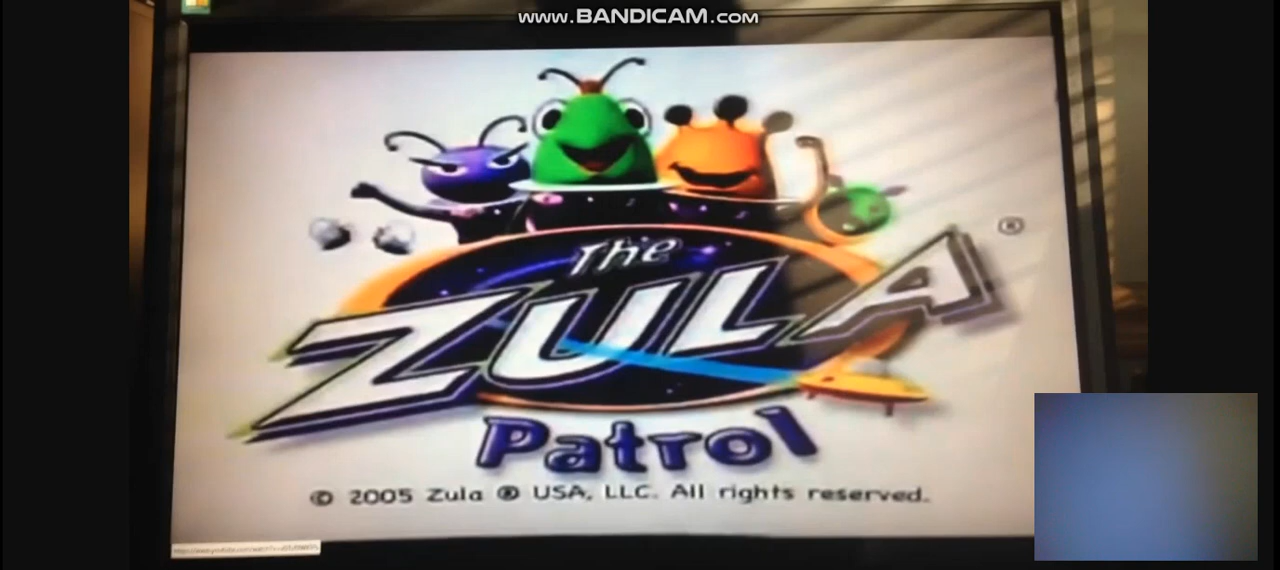 www.BANDICAM.com
The
ZULA
®
Patrol
© 2005 Zula ® USA, LLC. All rights reserved.